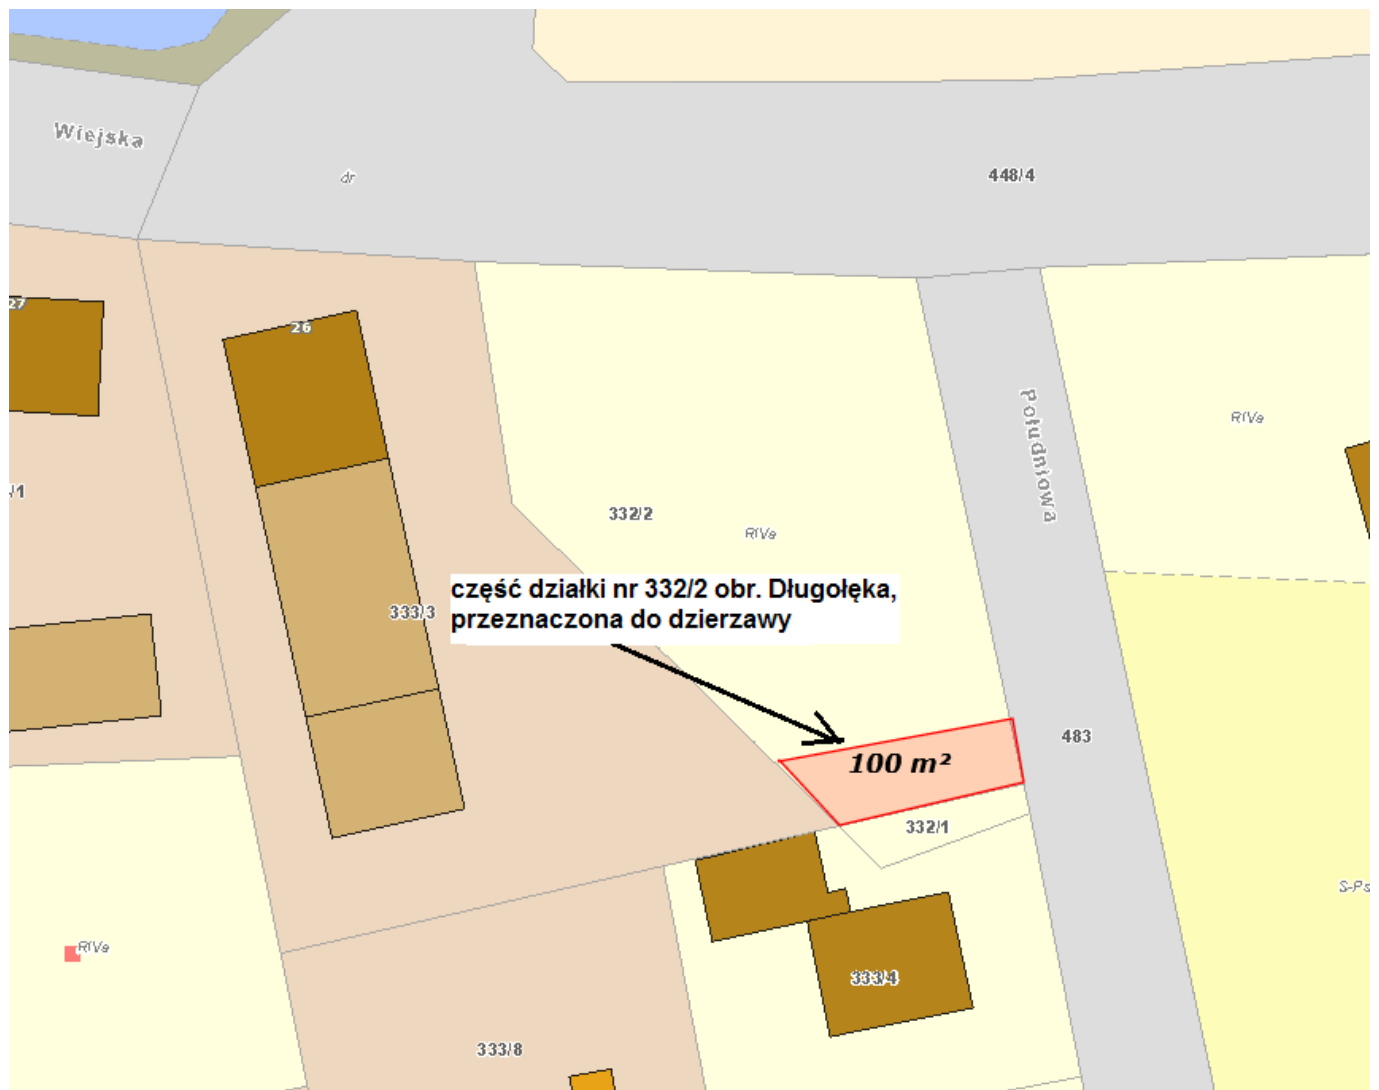 Wiejska
dr
448/4
27
26
Południowa
RIVa
/1
332/2
RIVa
część działki nr 332/2 obr. Długołęka,
przeznaczona do dzierzawy
333/3
483
100 m²
332/1
S-Ps
RIVa
333/4
333/8